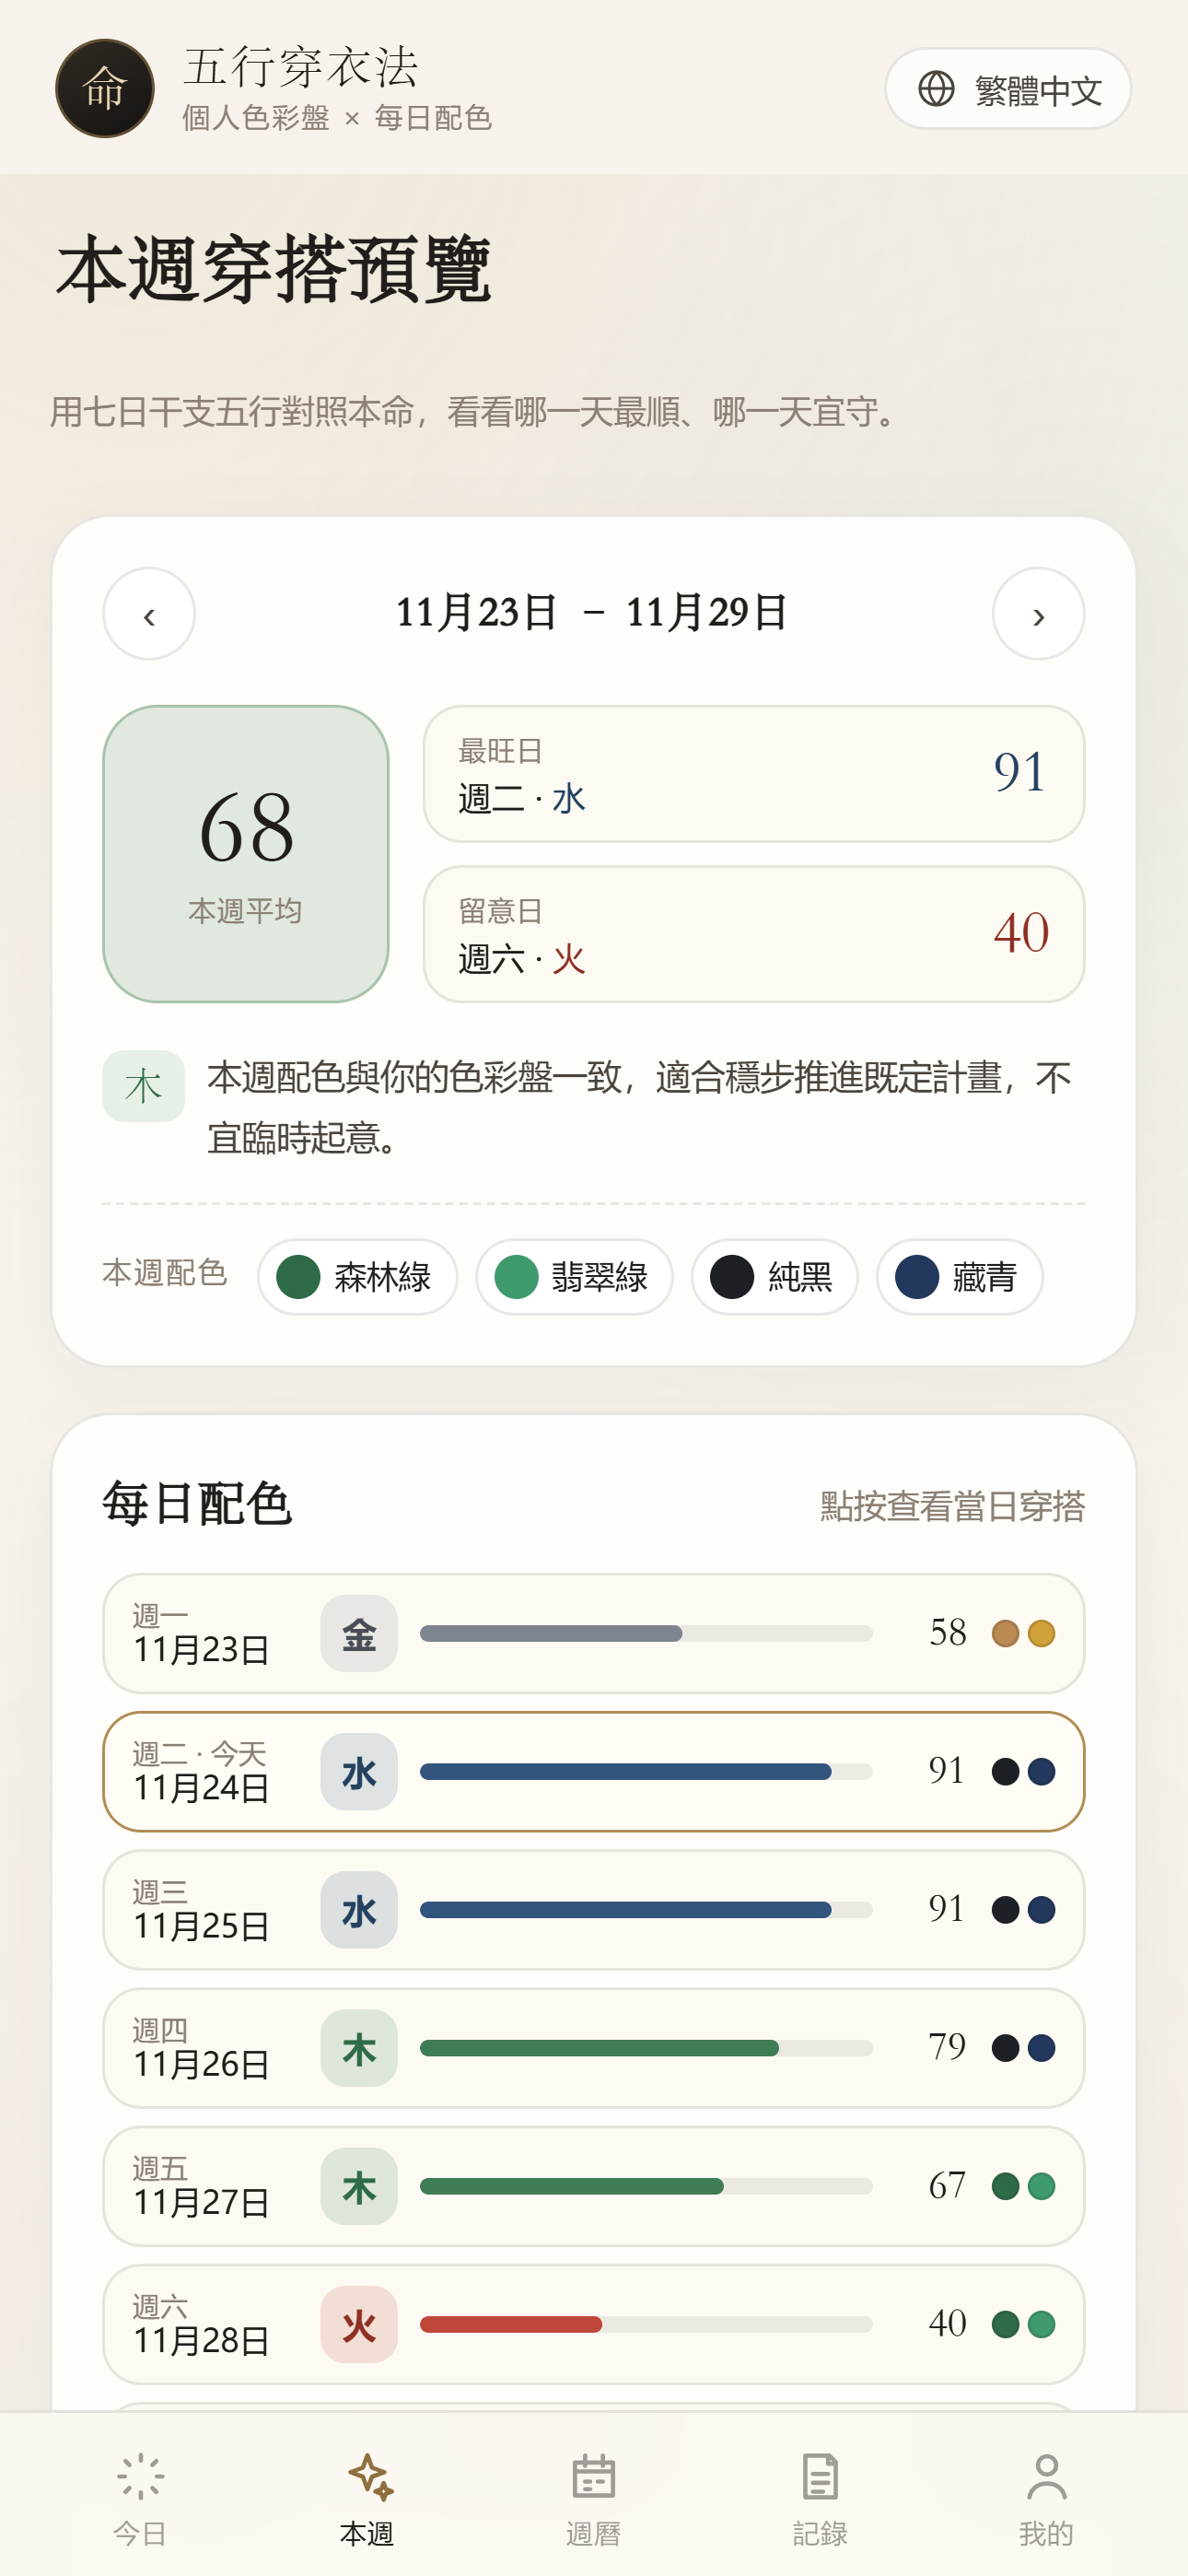 命
五行穿衣法
個人色彩盤 × 每日配色
繁體中文
本週穿搭預覽
用七日干支五行對照本命，看看哪一天最順、哪一天宜守。
‹
11月23日 – 11月29日
›
68
本週平均
最旺日
週二 · 水
91
留意日
週六 · 火
40
木
本週配色與你的色彩盤一致，適合穩步推進既定計畫，不
宜臨時起意。
本週配色
森林綠
翡翠綠
純黑
藏青
每日配色
點按查看當日穿搭
週一
11月23日
金
58
週二 · 今天
11月24日
水
91
週三
11月25日
水
91
週四
11月26日
木
79
週五
11月27日
木
67
週六
11月28日
火
40
今日
本週
週曆
記錄
我的